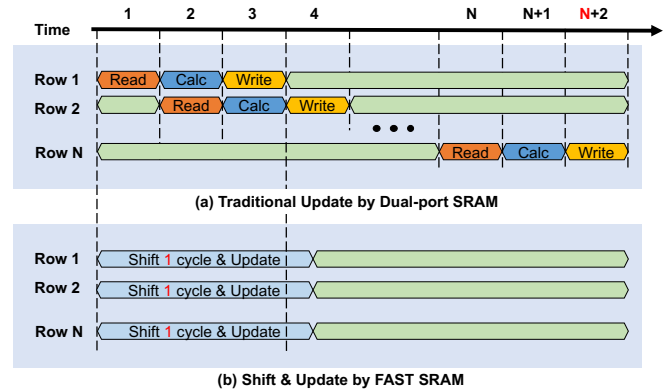 1 2 3 4 N N+1 N+2
Time
Row 1 Read Calc Write
Row 2 Read Calc Write
• • •
Row N Read Calc Write
(a) Traditional Update by Dual-port SRAM
Row 1 Shift 1 cycle & Update
Row 2 Shift 1 cycle & Update
Row N Shift 1 cycle & Update
(b) Shift & Update by FAST SRAM